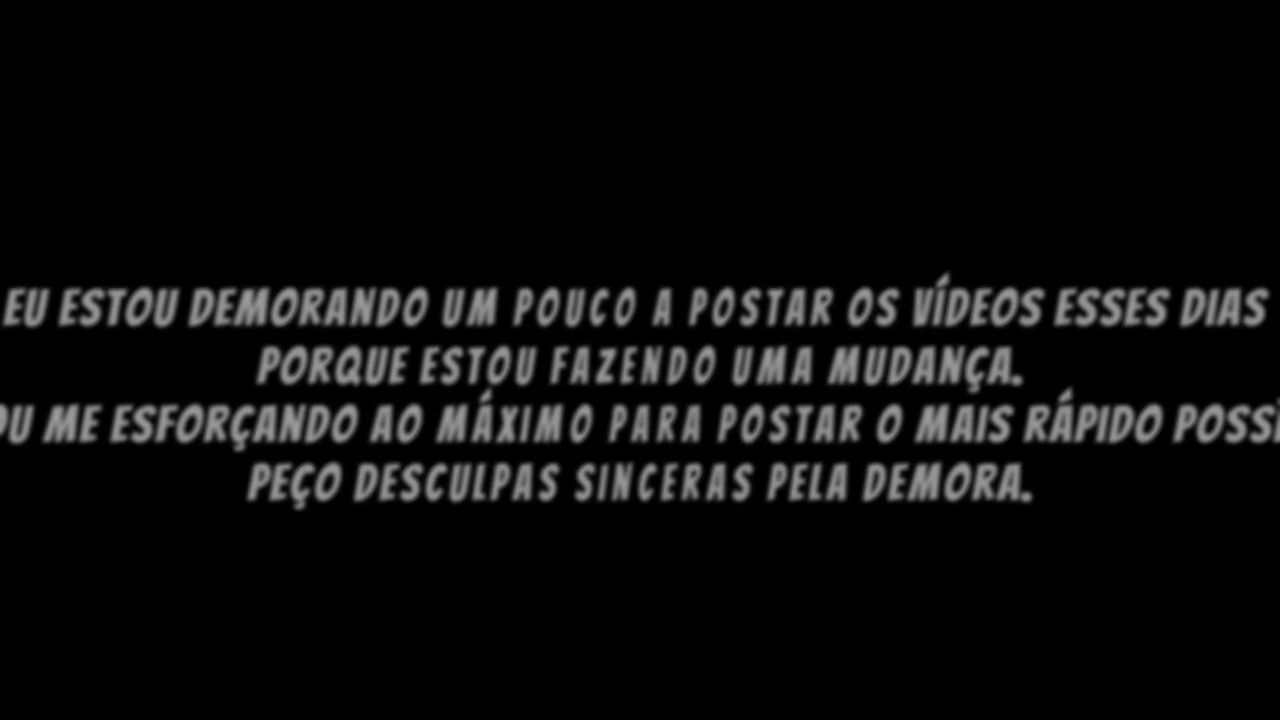 EU ESTOU DEMORANDO UM POUCO A POSTAR OS VÍDEOS ESSES DIAS
PORQUE ESTOU FAZENDO UMA MUDANÇA.
ME ESFORÇANDO AO MÁXIMO PARA POSTAR O MAIS RÁPIDO
PEÇO DESCULPAS SINCERAS PELA DEMORA.